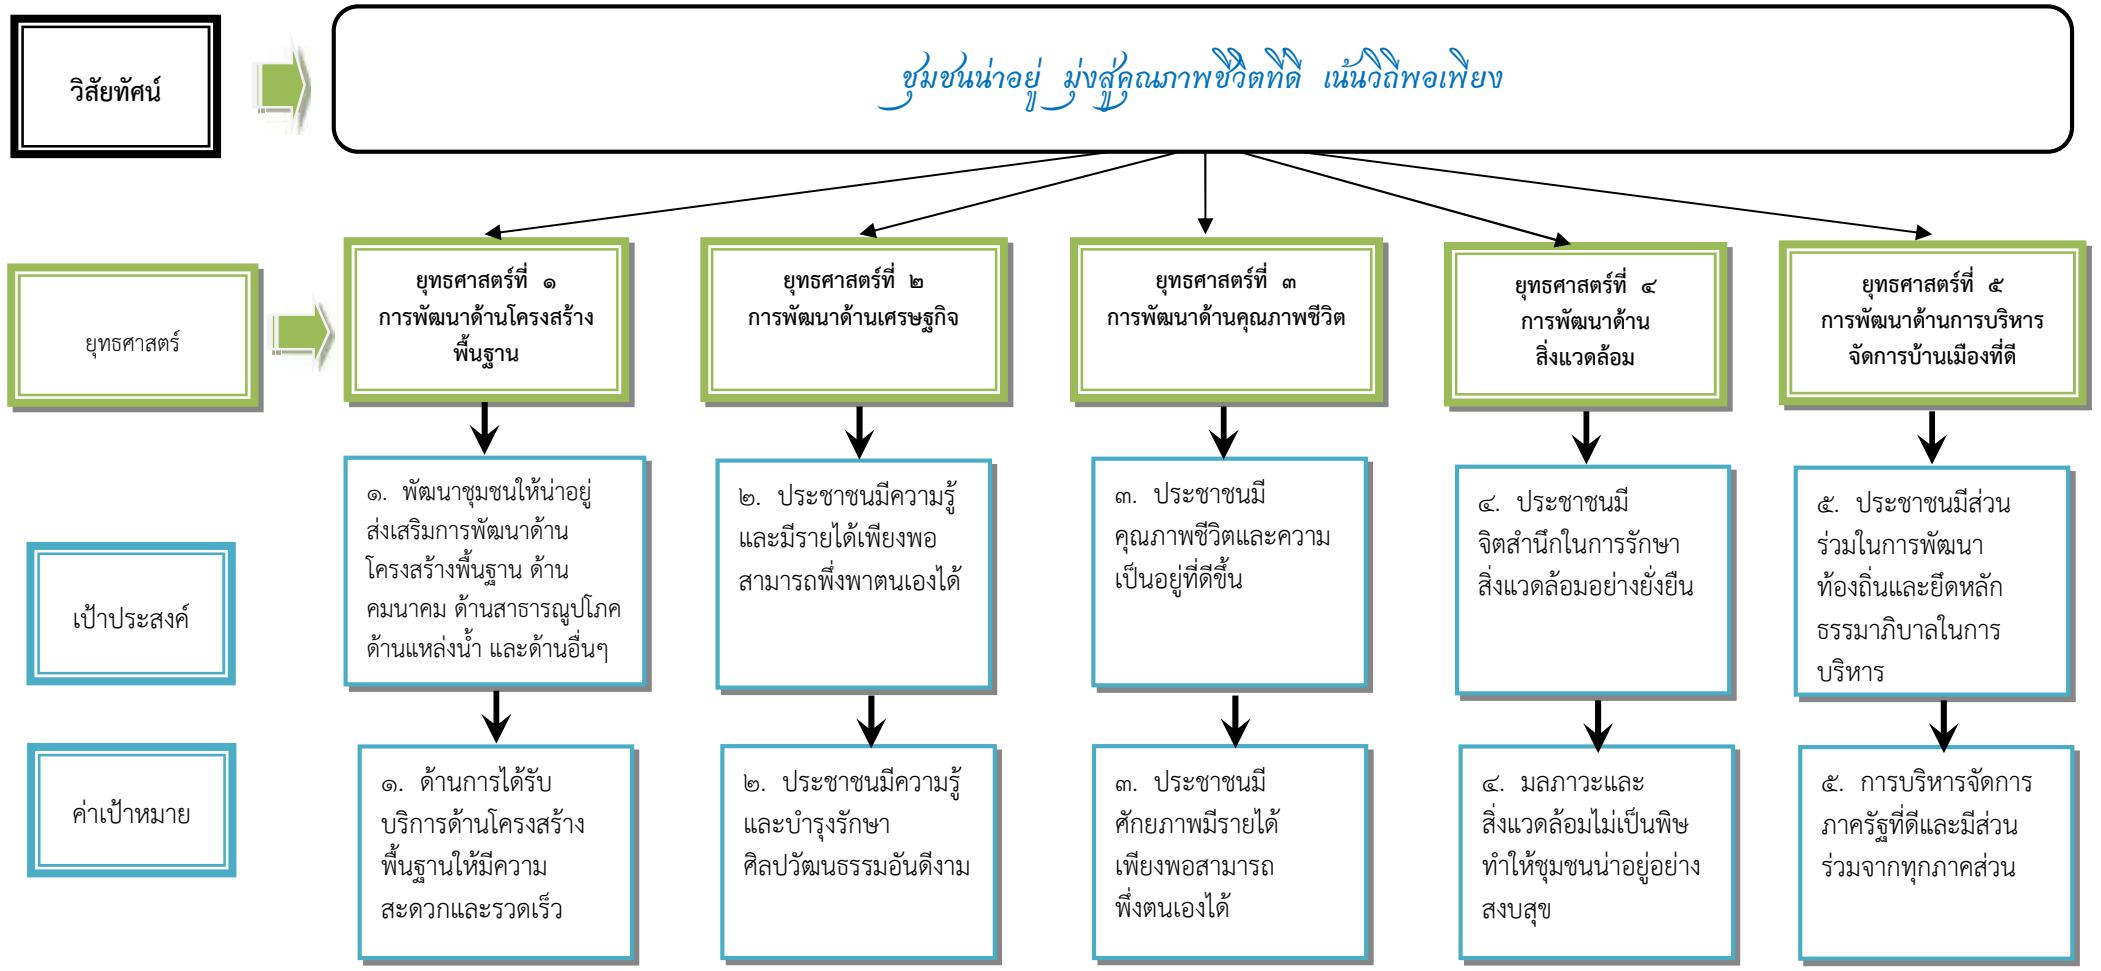 วิสัยทัศน์
ชุมชนน่าอยู่ มุ่งสู่คุณภาพชีวิตที่ดี เน้นวิถีพอเพียง
ยุทธศาสตร์
ยุทธศาสตร์ที่ ๑
การพัฒนาด้านโครงสร้าง
พื้นฐาน
ยุทธศาสตร์ที่ ๒
การพัฒนาด้านเศรษฐกิจ
ยุทธศาสตร์ที่ ๓
การพัฒนาด้านคุณภาพชีวิต
ยุทธศาสตร์ที่ ๔
การพัฒนาด้าน
สิ่งแวดล้อม
ยุทธศาสตร์ที่ ๕
การพัฒนาด้านการบริหาร
จัดการบ้านเมืองที่ดี
เป้าประสงค์
๑. พัฒนาชุมชนให้น่าอยู่
ส่งเสริมการพัฒนาด้าน
โครงสร้างพื้นฐาน ด้าน
คมนาคม ด้านสาธารณูปโภค
ด้านแหล่งน้ำ และด้านอื่นๆ
๒. ประชาชนมีความรู้
และมีรายได้เพียงพอ
สามารถพึ่งพาตนเองได้
๓. ประชาชนมี
คุณภาพชีวิตและความ
เป็นอยู่ที่ดีขึ้น
๔. ประชาชนมี
จิตสำนึกในการรักษา
สิ่งแวดล้อมอย่างยั่งยืน
๕. ประชาชนมีส่วน
ร่วมในการพัฒนา
ท้องถิ่นและยึดหลัก
ธรรมาภิบาลในการ
บริหาร
ค่าเป้าหมาย
๑. ด้านการได้รับ
บริการด้านโครงสร้าง
พื้นฐานให้มีความ
สะดวกและรวดเร็ว
๒. ประชาชนมีความรู้
และบำรุงรักษา
ศิลปวัฒนธรรมอันดีงาม
๓. ประชาชนมี
ศักยภาพมีรายได้
เพียงพอสามารถ
พึ่งตนเองได้
๔. มลภาวะและ
สิ่งแวดล้อมไม่เป็นพิษ
ทำให้ชุมชนน่าอยู่อย่าง
สงบสุข
๕. การบริหารจัดการ
ภาครัฐที่ดีและมีส่วน
ร่วมจากทุกภาคส่วน